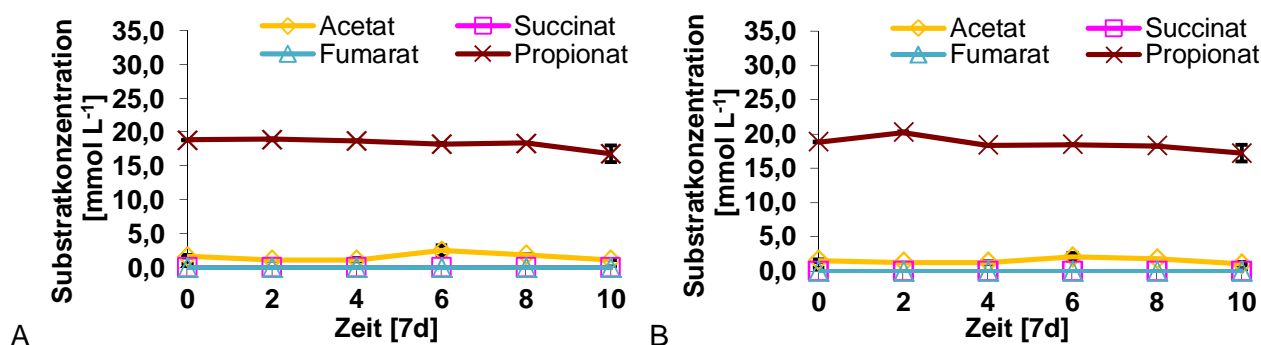 Substratkonzentration
[mmol L-1]
35,0
30,0
25,0
20,0
15,0
10,0
5,0
0,0
Acetat
Succinat
Fumarat
Propionat
0 2 4 6 8 10
Zeit [7d]
A
Substratkonzentration
[mmol L-1]
35,0
30,0
25,0
20,0
15,0
10,0
5,0
0,0
Acetat
Succinat
Fumarat
Propionat
0 2 4 6 8 10
Zeit [7d]
B